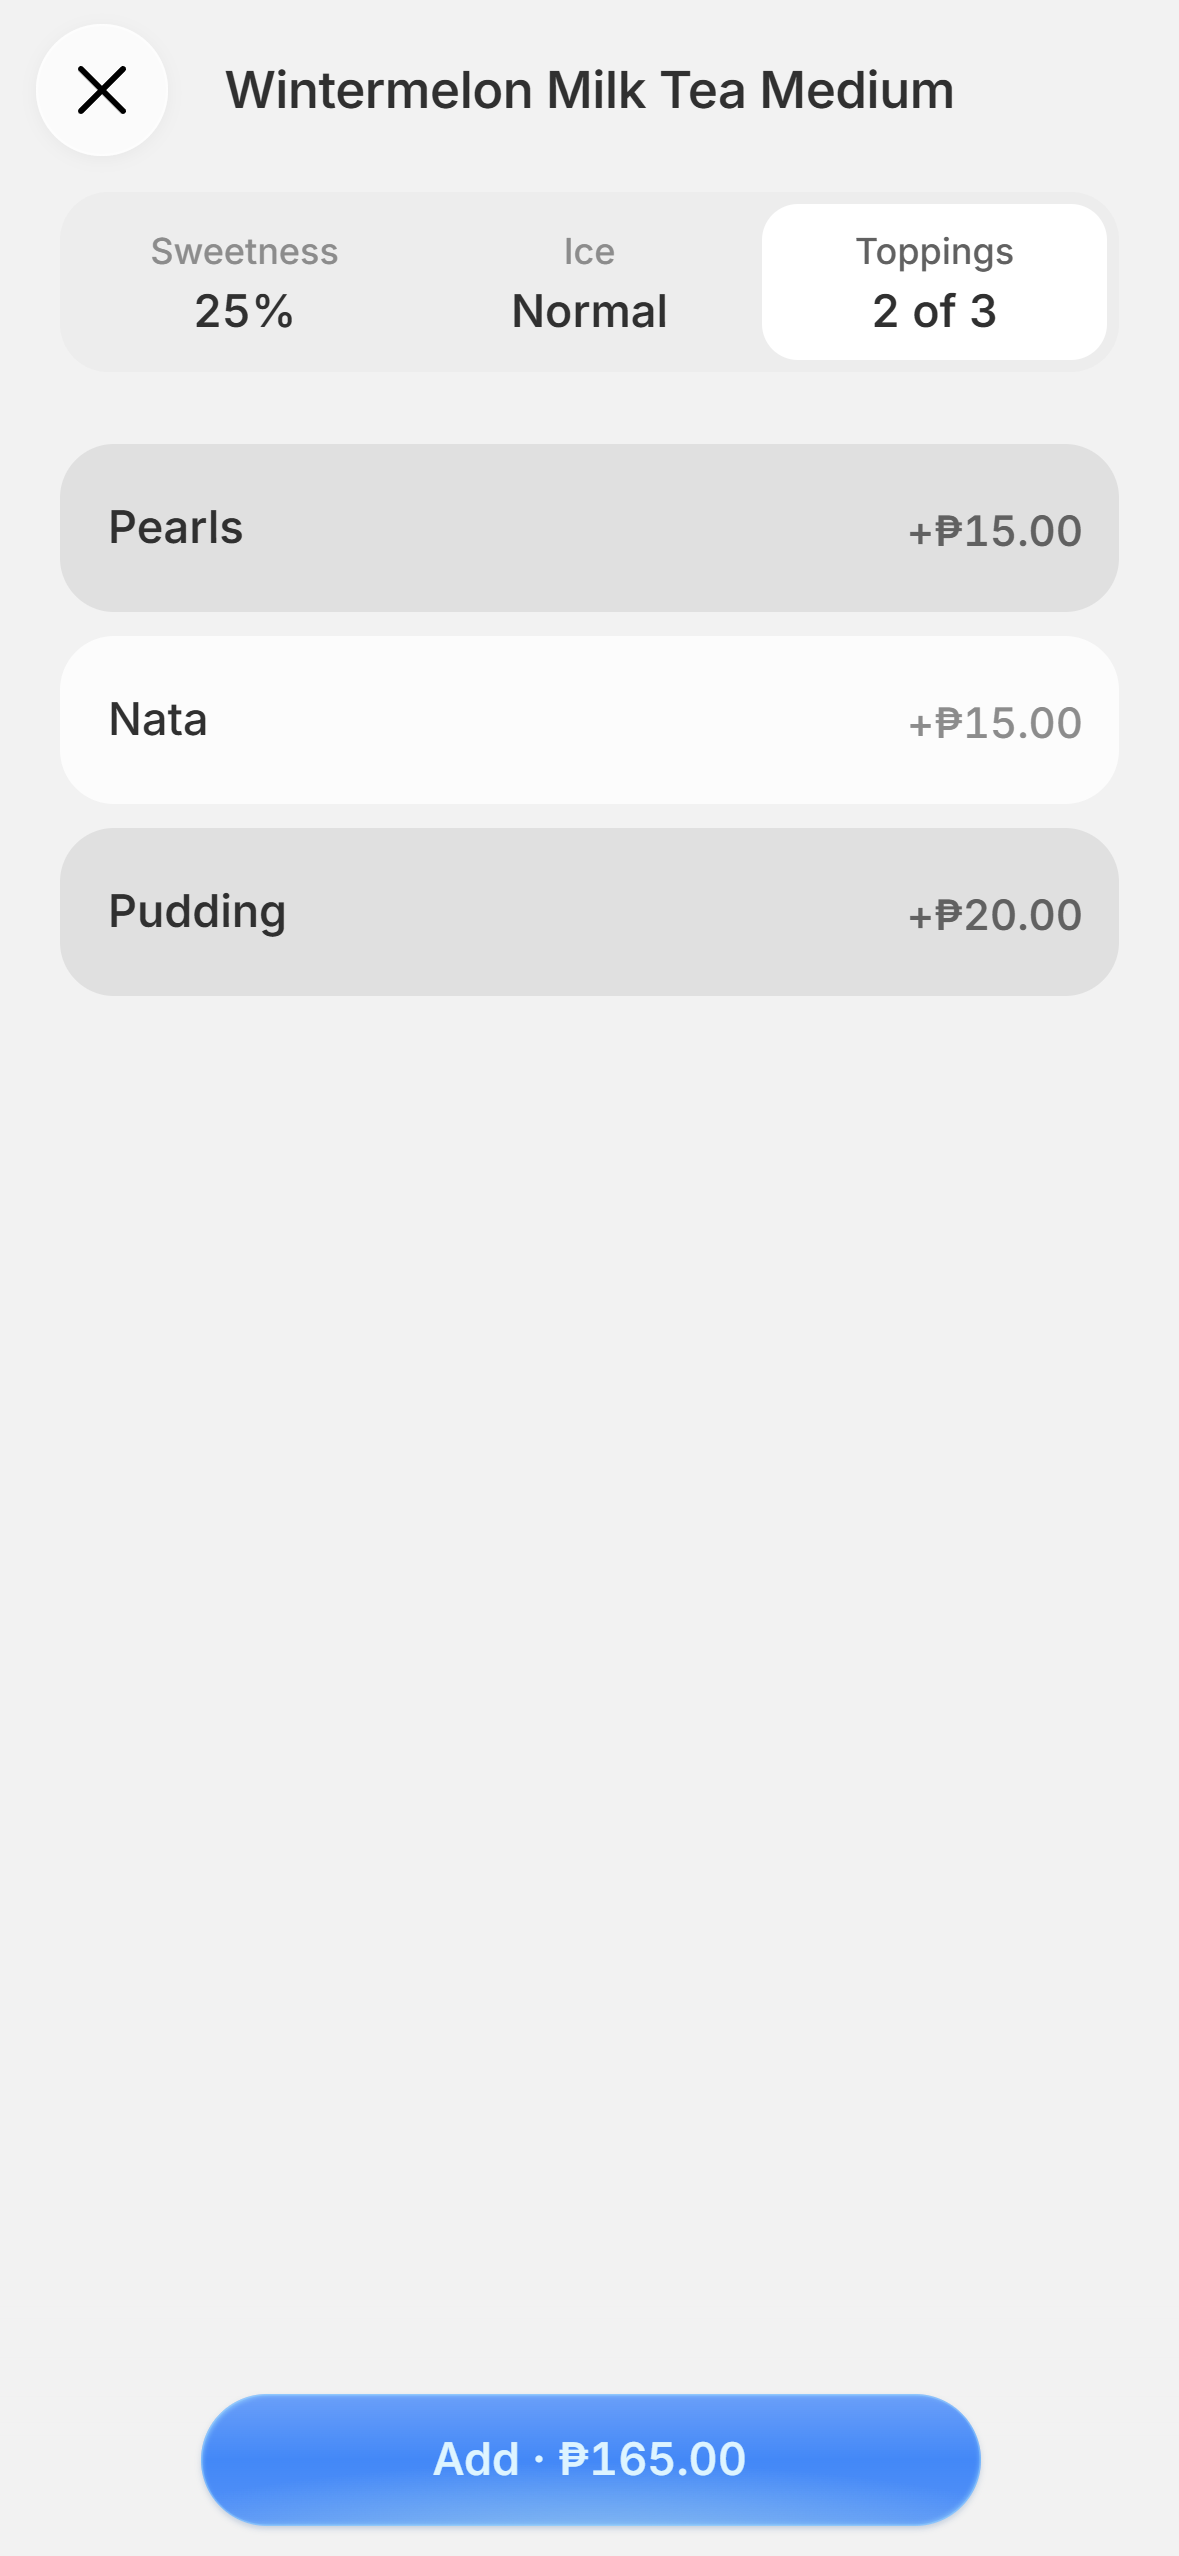 Wintermelon Milk Tea Medium
Sweetness
25%
Ice
Normal
Toppings
2 of 3
Pearls +₱15.00
Nata +₱15.00
Pudding +₱20.00
Add · ₱165.00